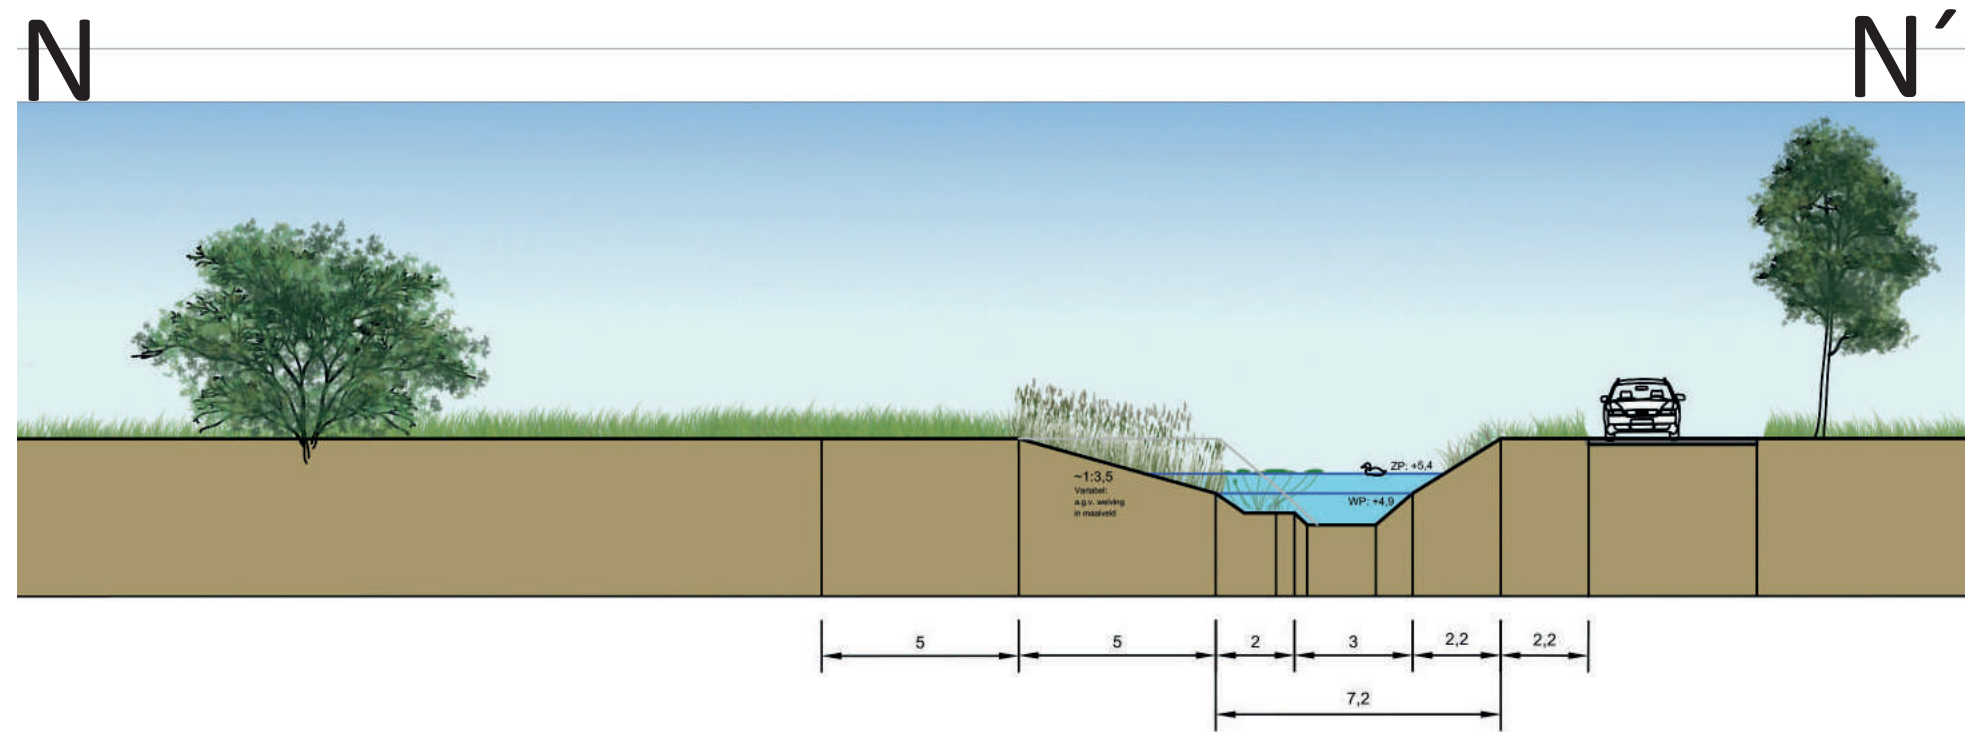 N
N´
ZP: +5,4
~1:3,5
Variabel:
a.g.v. welving
in maaiveld
WP: +4,9
5
5
2
3
2,2
2,2
7,2